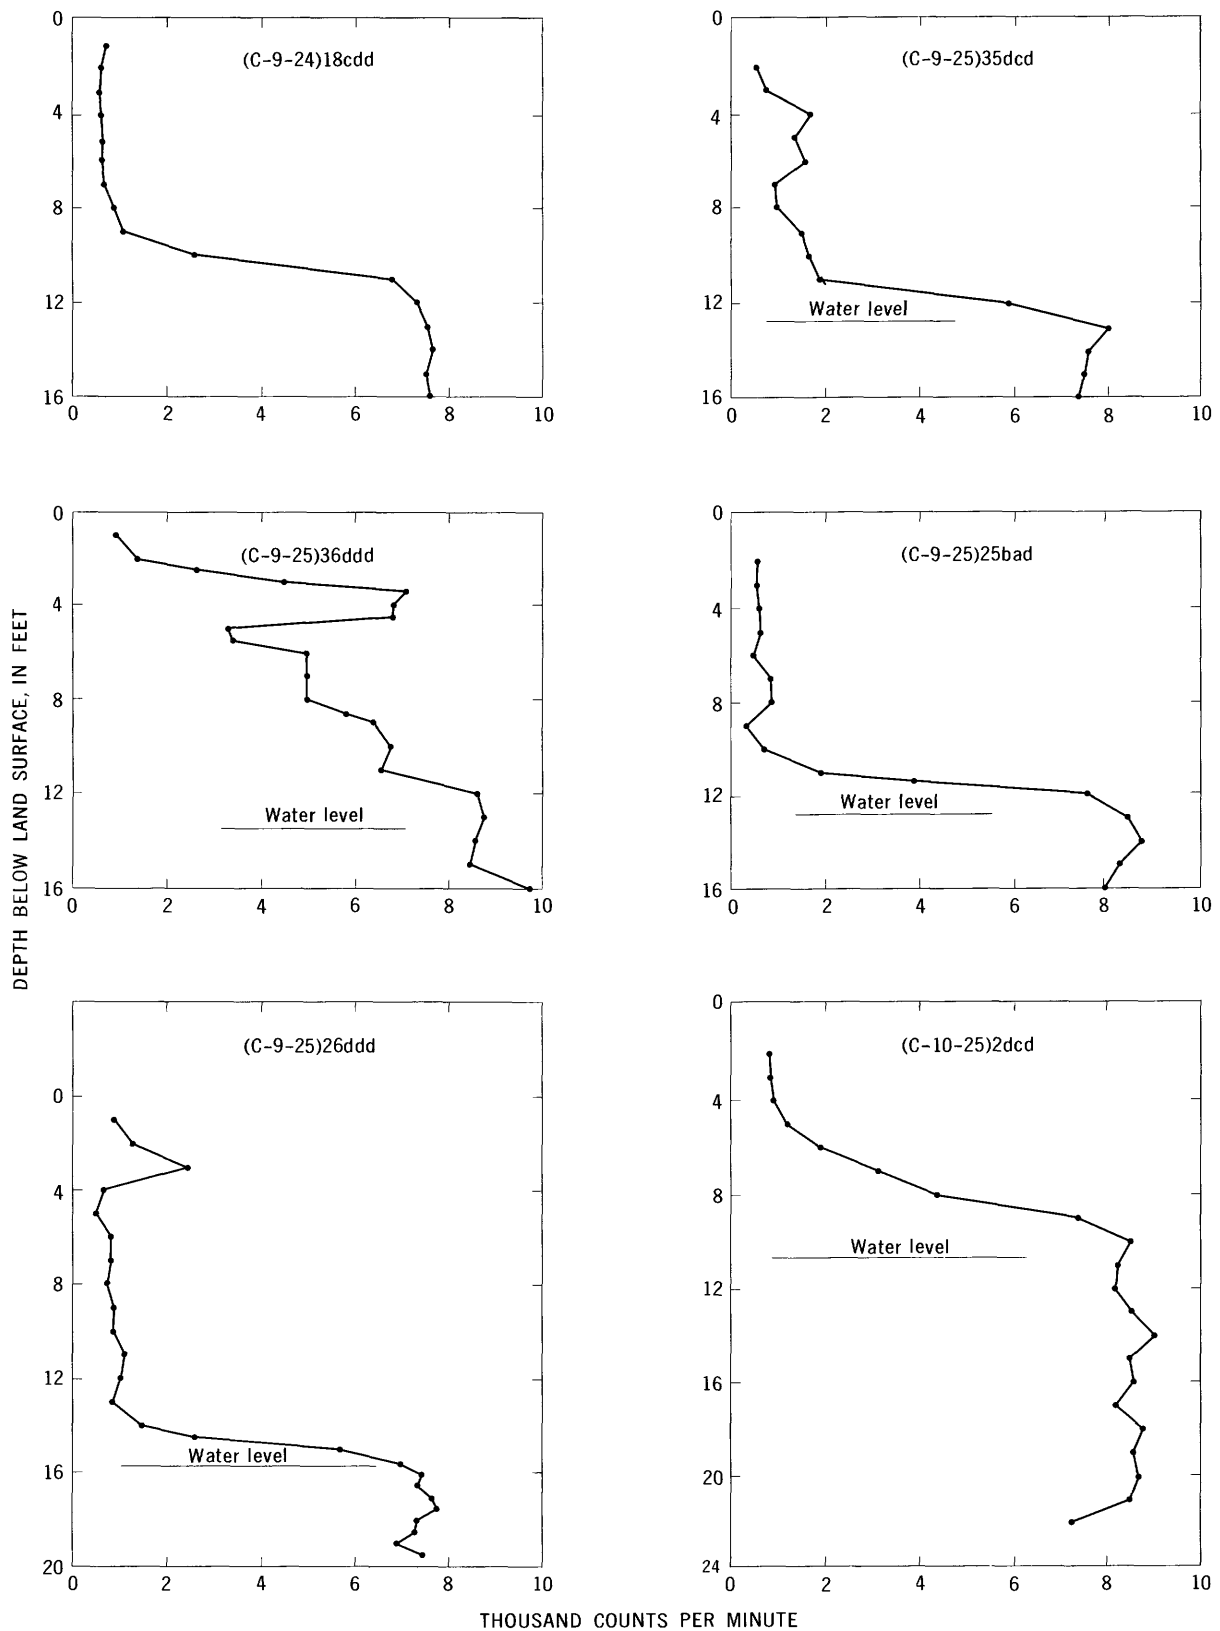 (C-9-24)18cdd
0
4
8
12
16
0 2 4 6 8 10
(C-9-25)35dcd
0
4
8
12
16
Water level
0 2 4 6 8 10
(C-9-25)36ddd
0
4
8
12
16
Water level
0 2 4 6 8 10
(C-9-25)25bad
0
4
8
12
16
Water level
0 2 4 6 8 10
(C-9-25)26ddd
0
4
8
12
16
20
Water level
0 2 4 6 8 10
(C-10-25)2dcd
0
4
8
12
16
20
24
Water level
0 2 4 6 8 10
DEPTH BELOW LAND SURFACE, IN FEET
THOUSAND COUNTS PER MINUTE